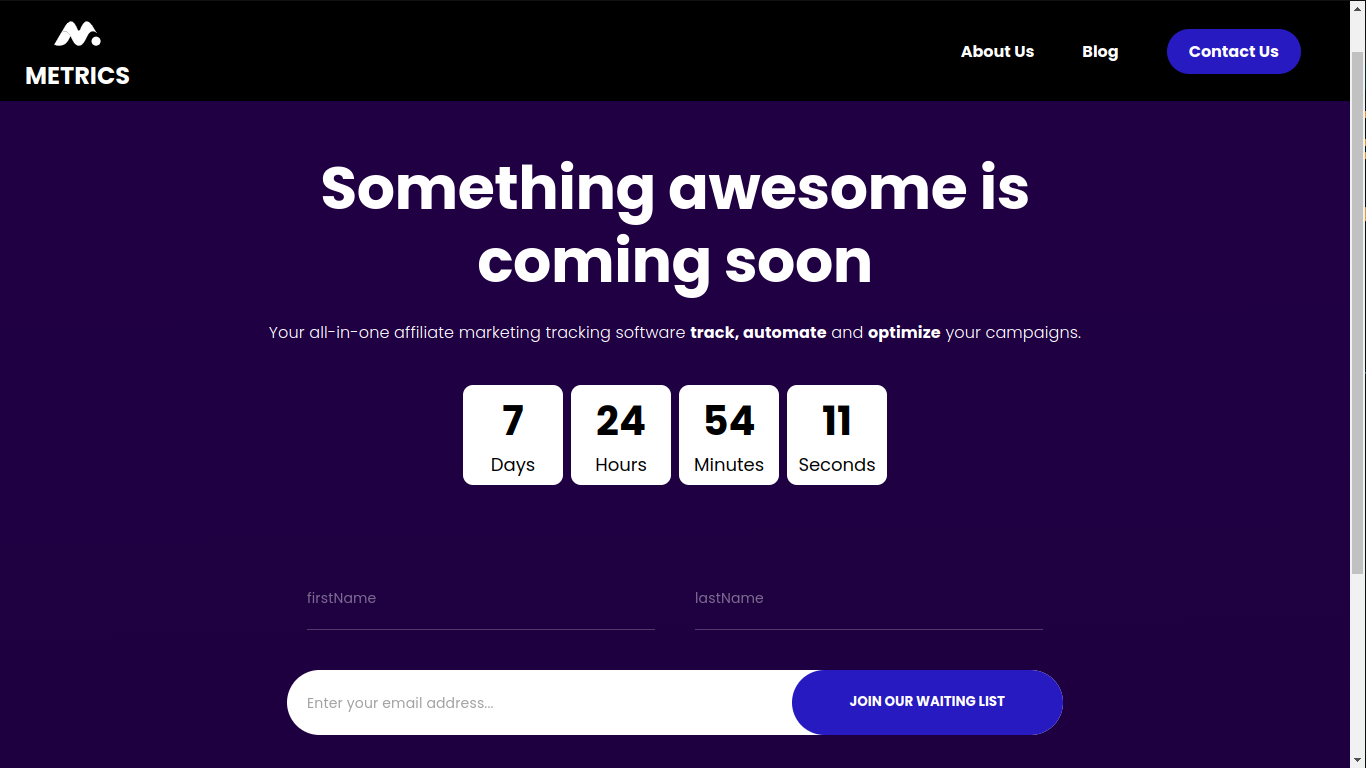 METRICS
About Us
Blog
Contact Us
Something awesome is
coming soon
Your all-in-one affiliate marketing tracking software track, automate and optimize your campaigns.
7
Days
24
Hours
54
Minutes
11
Seconds
firstName
lastName
Enter your email address...
JOIN OUR WAITING LIST